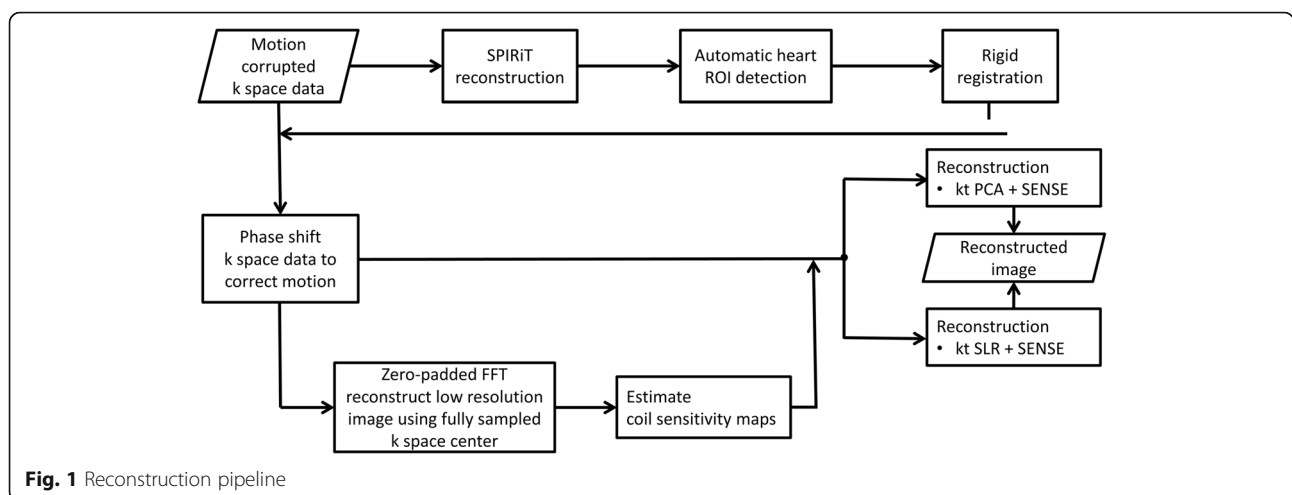 Motion
corrupted
k space data
SPIRiT
reconstruction
Automatic heart
ROI detection
Rigid
registration
Phase shift
k space data to
correct motion
Reconstruction
• kt PCA + SENSE
Reconstructed
image
Reconstruction
• kt SLR + SENSE
Zero-padded FFT
reconstruct low resolution
image using fully sampled
k space center
Estimate
coil sensitivity maps
Fig. 1 Reconstruction pipeline